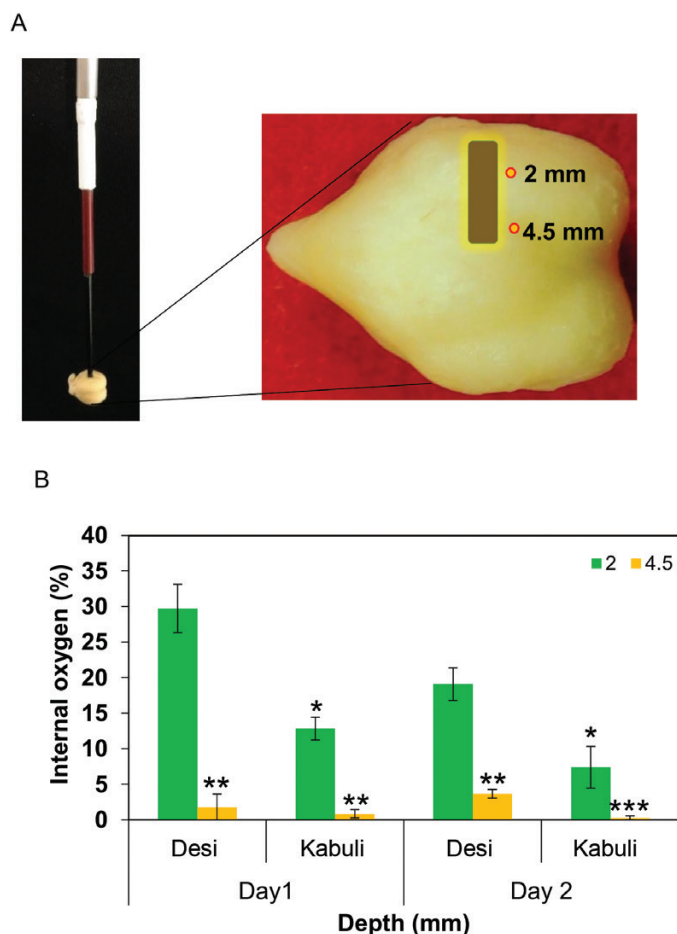 A
2 mm
4.5 mm
B
Internal oxygen (%)
40
35
30
25
20
15
10
5
0
2
4.5
**
*
**
**
*
***
Desi
Kabuli
Desi
Kabuli
Day1
Day 2
Depth (mm)